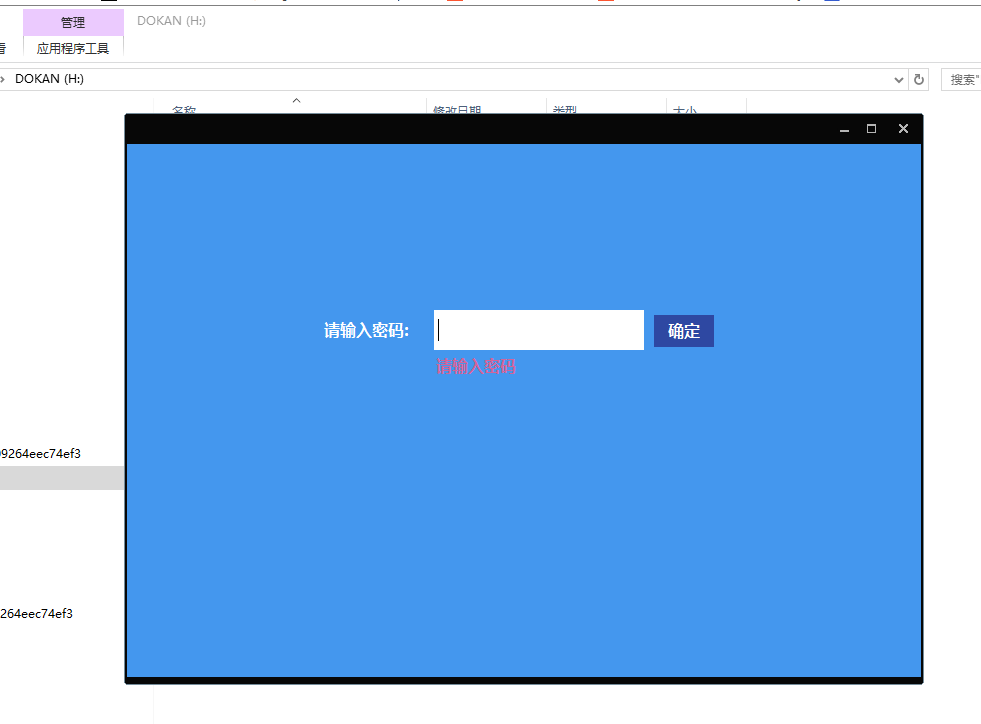 管理
DOKAN (H:)
应用程序工具
DOKAN (H:)
搜索"
名称
修改日期
类型
大小
请输入密码:
确定
请输入密码
9264eec74ef3
264eec74ef3